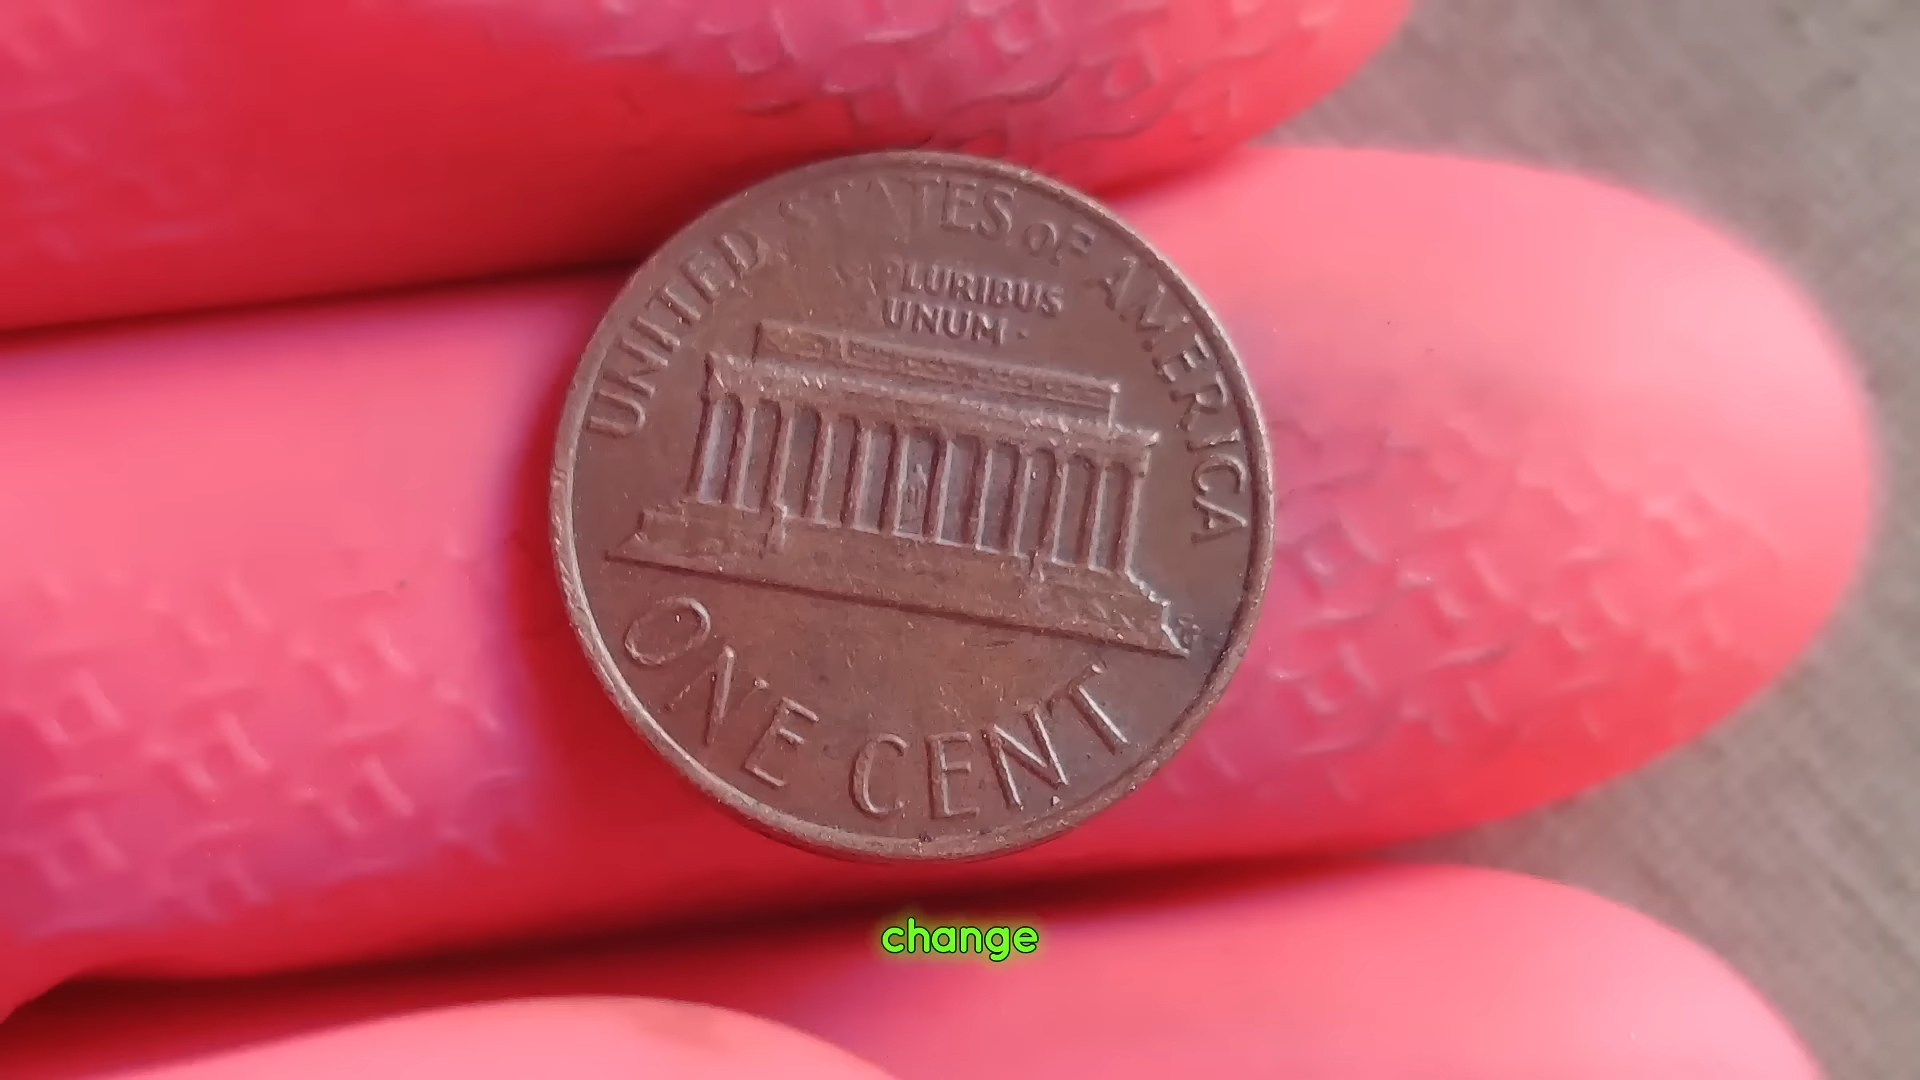 UNITED STATES OF AMERICA
PLURIBUS
UNUM
ONE CENT
change